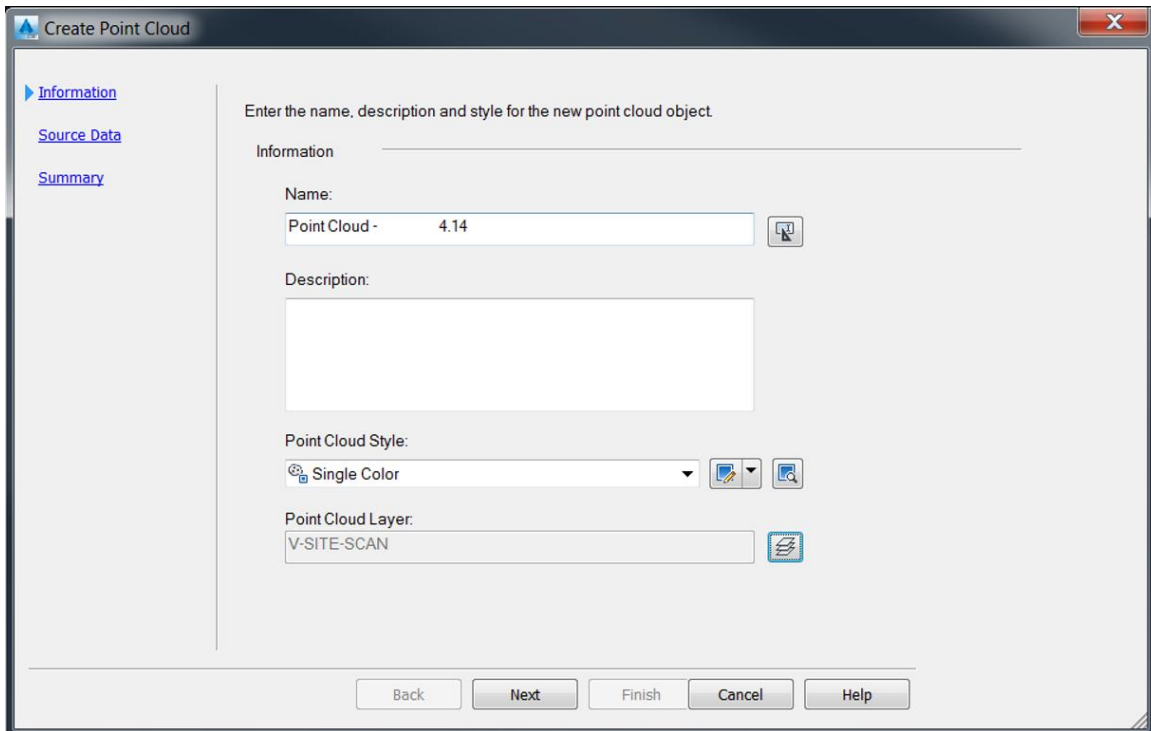 Create Point Cloud
Information
Source Data
Summary
Enter the name, description and style for the new point cloud object.
Information
Name:
Point Cloud - 4.14
Description:
Point Cloud Style:
Single Color
Point Cloud Layer:
V-SITE-SCAN
Back Next Finish Cancel Help